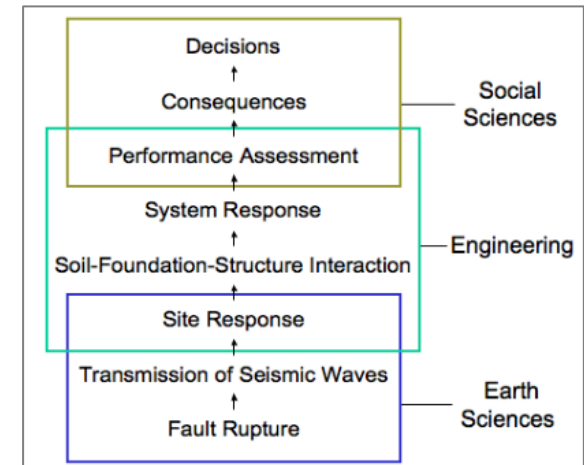 Decisions
Consequences
Social
Sciences
Performance Assessment
System Response
Engineering
Soil-Foundation-Structure Interaction
Site Response
Transmission of Seismic Waves
Earth
Sciences
Fault Rupture